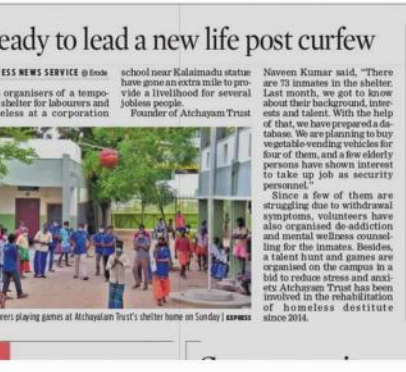 eady to lead a new life post curfew
ESS NEWS SERVICE @ Erode
organisers of a tempo-
shelter for labourers and
eless at a corporation
school near Kalaimadu statue
have gone an extra mile to pro-
vide a livelihood for several
jobless people.
Founder of Atchayam Trust
Naveen Kumar said, "There
are 73 inmates in the shelter.
Last month, we got to know
about their background, inter-
ests and talent. With the help
of that, we have prepared a da-
tabase. We are planning to buy
vegetable-vending vehicles for
four of them, and a few elderly
persons have shown interest
to take up job as security
personnel."
Since a few of them are
struggling due to withdrawal
symptoms, volunteers have
also organised de-addiction
and mental wellness counsel-
ling for the inmates. Besides,
a talent hunt and games are
organised on the campus in a
bid to reduce stress and anxi-
ety. Atchayam Trust has been
involved in the rehabilitation
of homeless destitute
since 2014.
rers playing games at Atchayalam Trust's shelter home on Sunday | EXPRESS